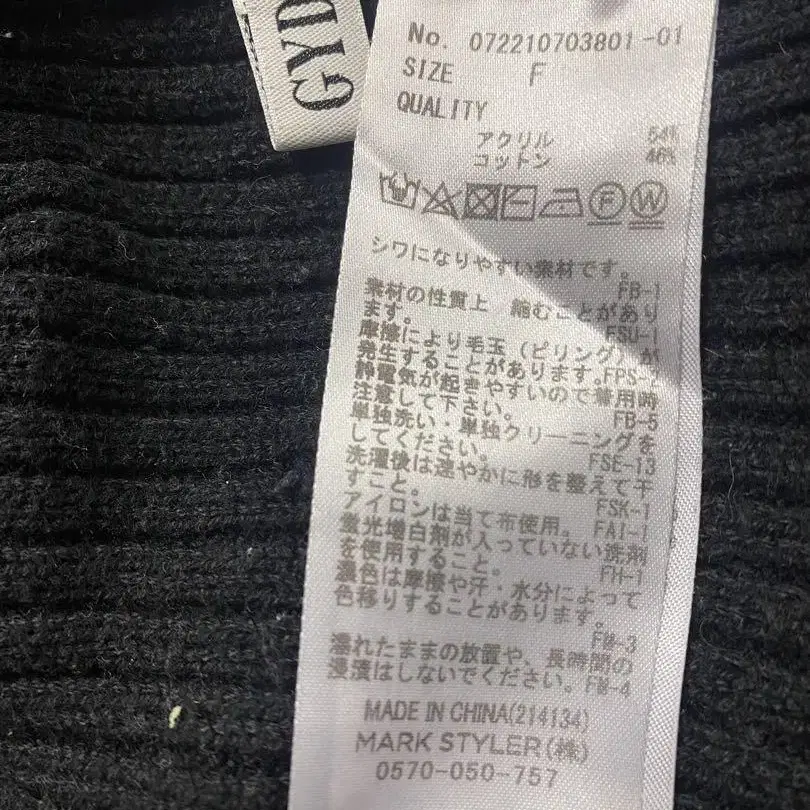 GYD
No. 072210703801-01
SIZE F
QUALITY
アクリル 54%
コットン 46%
F W
シワになりやすい素材です。
FB-1
素材の性質上 縮むことがあり
ます。 FSU-1
摩擦により毛玉(ピリング)が
発生することがあります。FPS-2
静電気が起きやすいので着用時
注意して下さい。 FB-5
単独洗い・単独クリーニングを
してください。 FSE-13
洗濯後は速やかに形を整えて干
すこと。 FSK-1
アイロンは当て布使用。 FAI-1
蛍光増白剤が入っていない洗剤
を使用すること。 FH-1
濃色は摩擦や汗・水分によって
色移りすることがあります。
FW-3
濡れたままの放置や、長時間の
浸漬はしないでください。FW-4
MADE IN CHINA(214134)
MARK STYLER(株)
0570-050-757